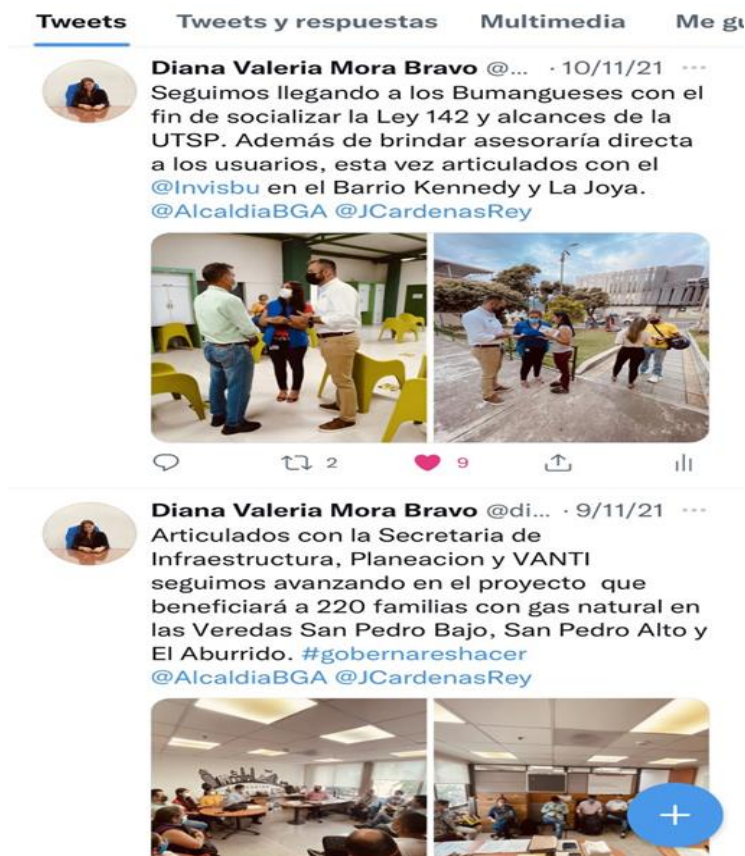 Tweets Tweets y respuestas Multimedia Me gu
Diana Valeria Mora Bravo @... · 10/11/21 ...
Seguimos llegando a los Bumangueses con el
fin de socializar la Ley 142 y alcances de la
UTSP. Además de brindar asesoraría directa
a los usuarios, esta vez articulados con el
@Invisbu en el Barrio Kennedy y La Joya.
@AlcaldiaBGA @JCardenasRey
2 9
Diana Valeria Mora Bravo @di... · 9/11/21 ...
Articulados con la Secretaria de
Infraestructura, Planeacion y VANTI
seguimos avanzando en el proyecto que
beneficiará a 220 familias con gas natural en
las Veredas San Pedro Bajo, San Pedro Alto y
El Aburrido. #gobernareshacer
@AlcaldiaBGA @JCardenasRey